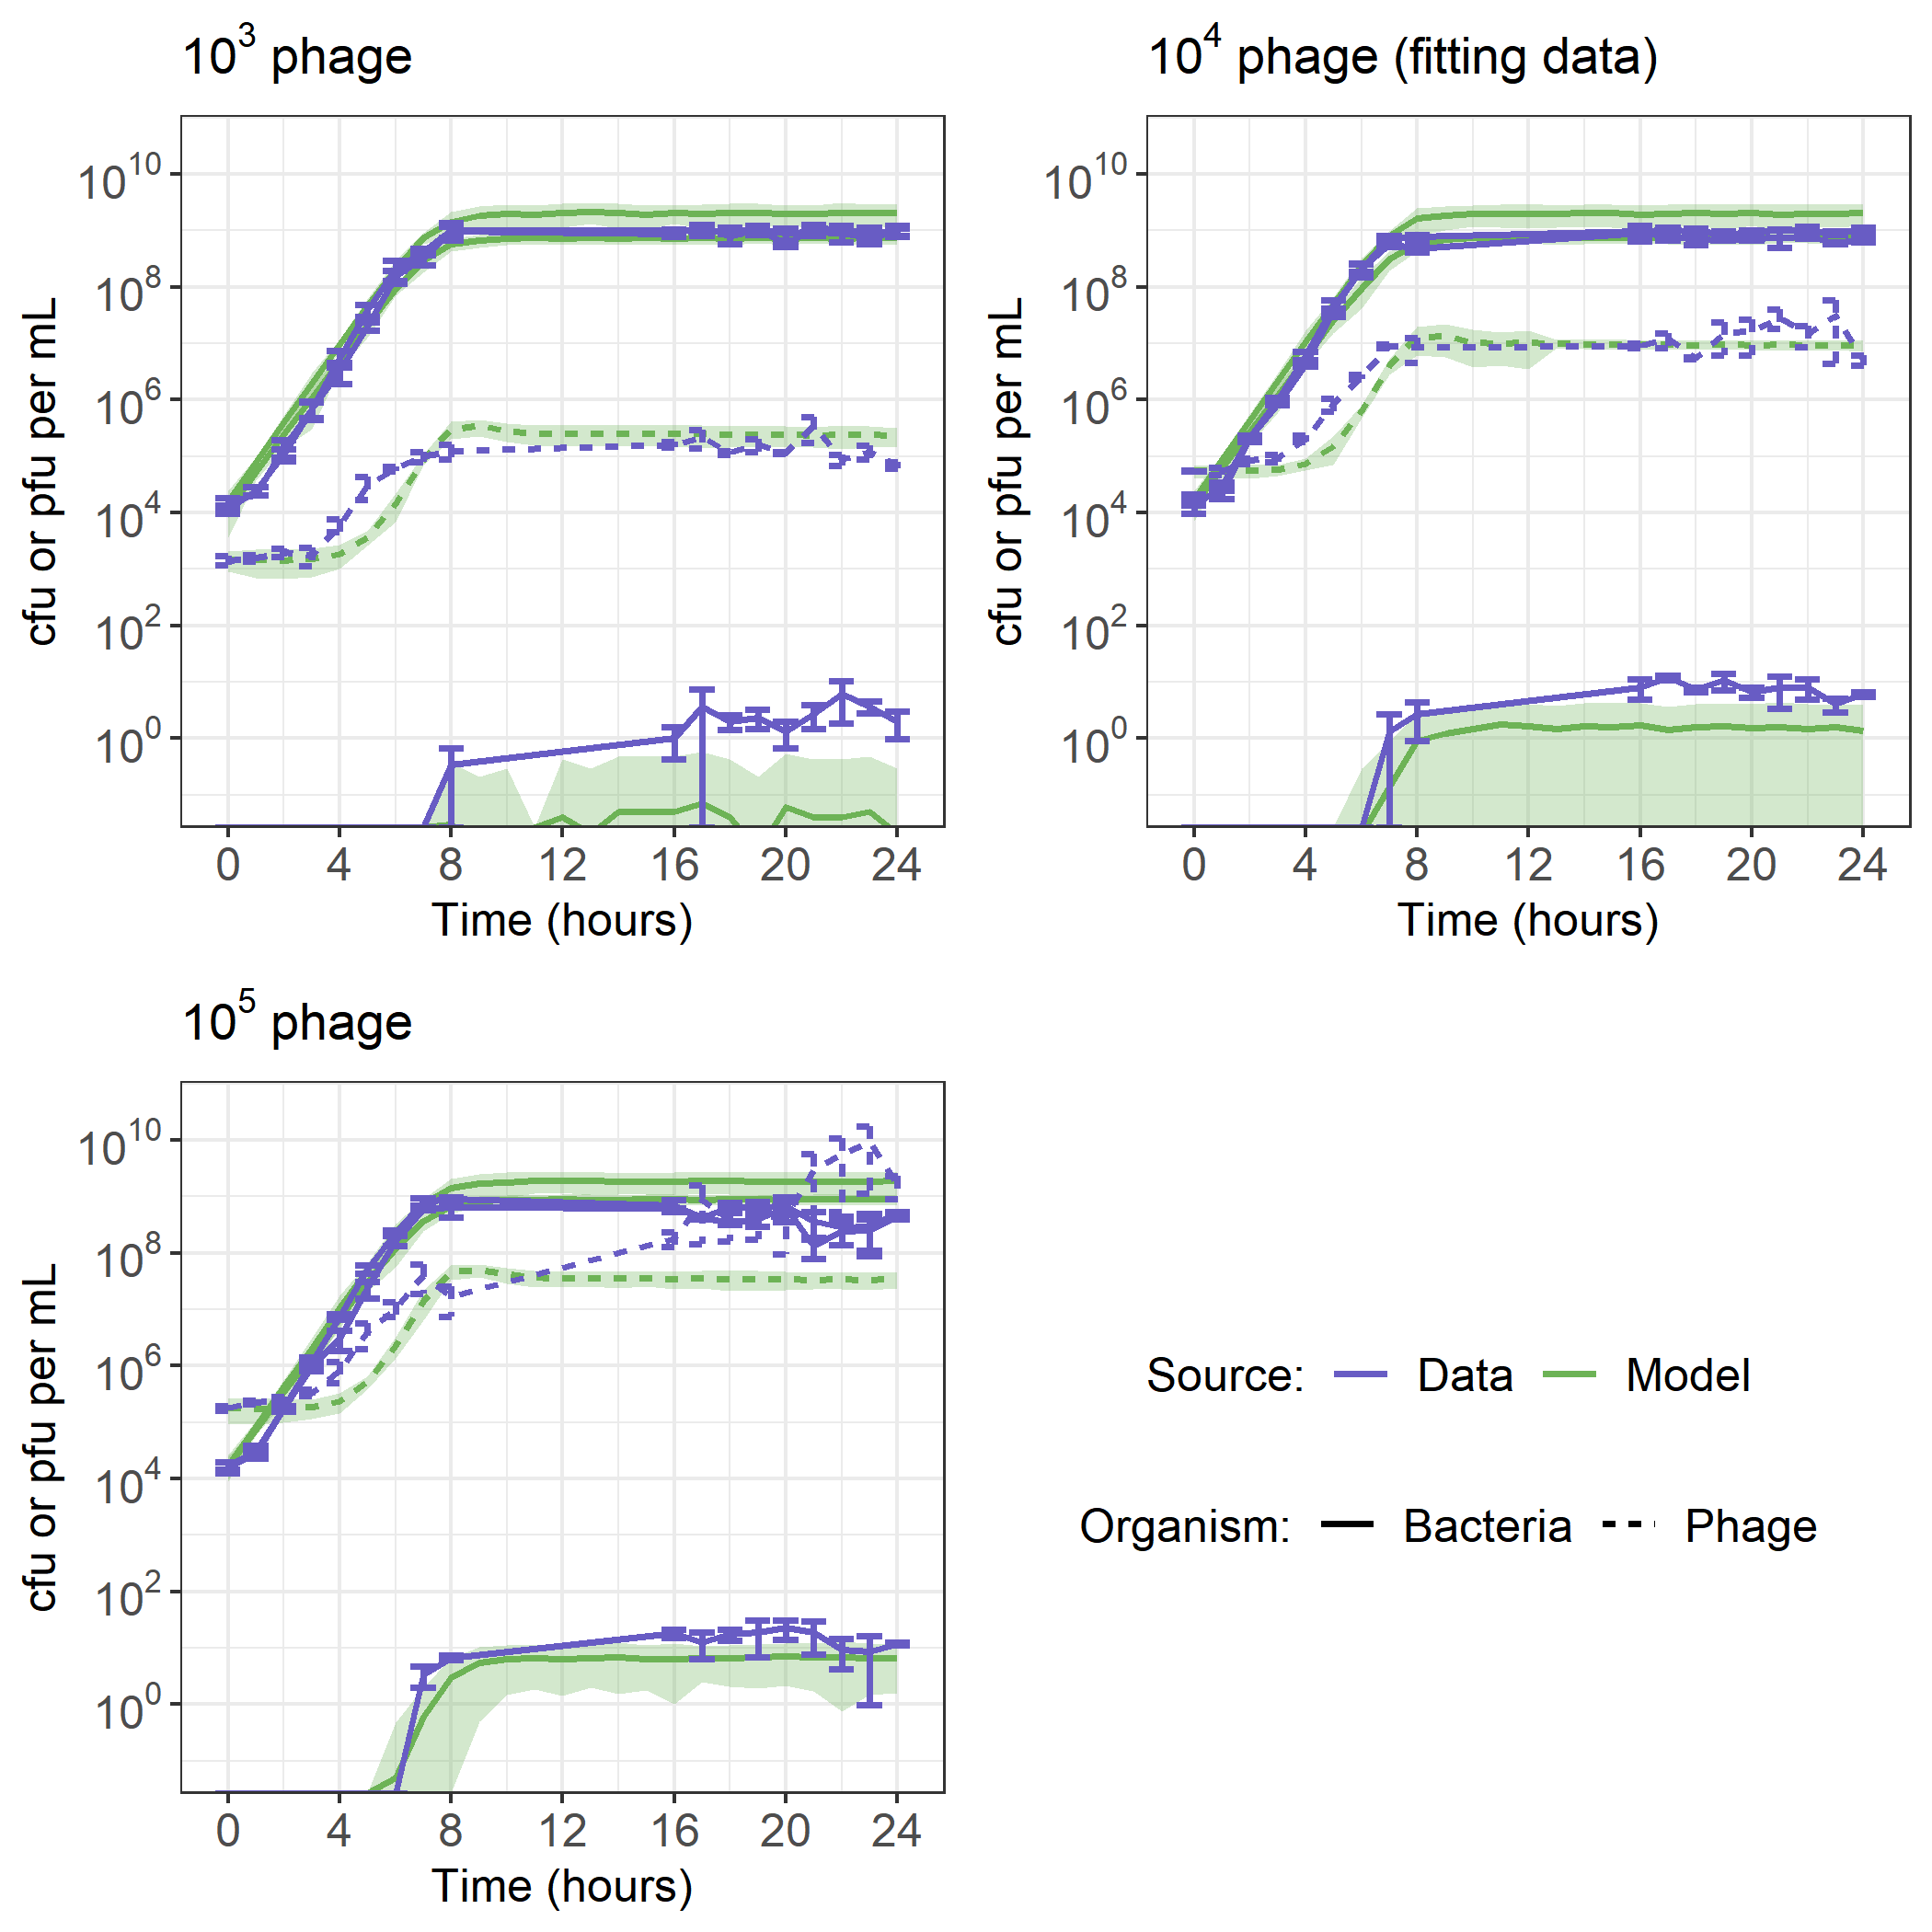 10³ phage
10⁴ phage (fitting data)
cfu or pfu per mL
10¹⁰
10⁸
10⁶
10⁴
10²
10⁰
0 4 8 12 16 20 24
Time (hours)
cfu or pfu per mL
10¹⁰
10⁸
10⁶
10⁴
10²
10⁰
0 4 8 12 16 20 24
Time (hours)
10⁵ phage
cfu or pfu per mL
10¹⁰
10⁸
10⁶
10⁴
10²
10⁰
0 4 8 12 16 20 24
Time (hours)
Source: Data Model
Organism: Bacteria Phage